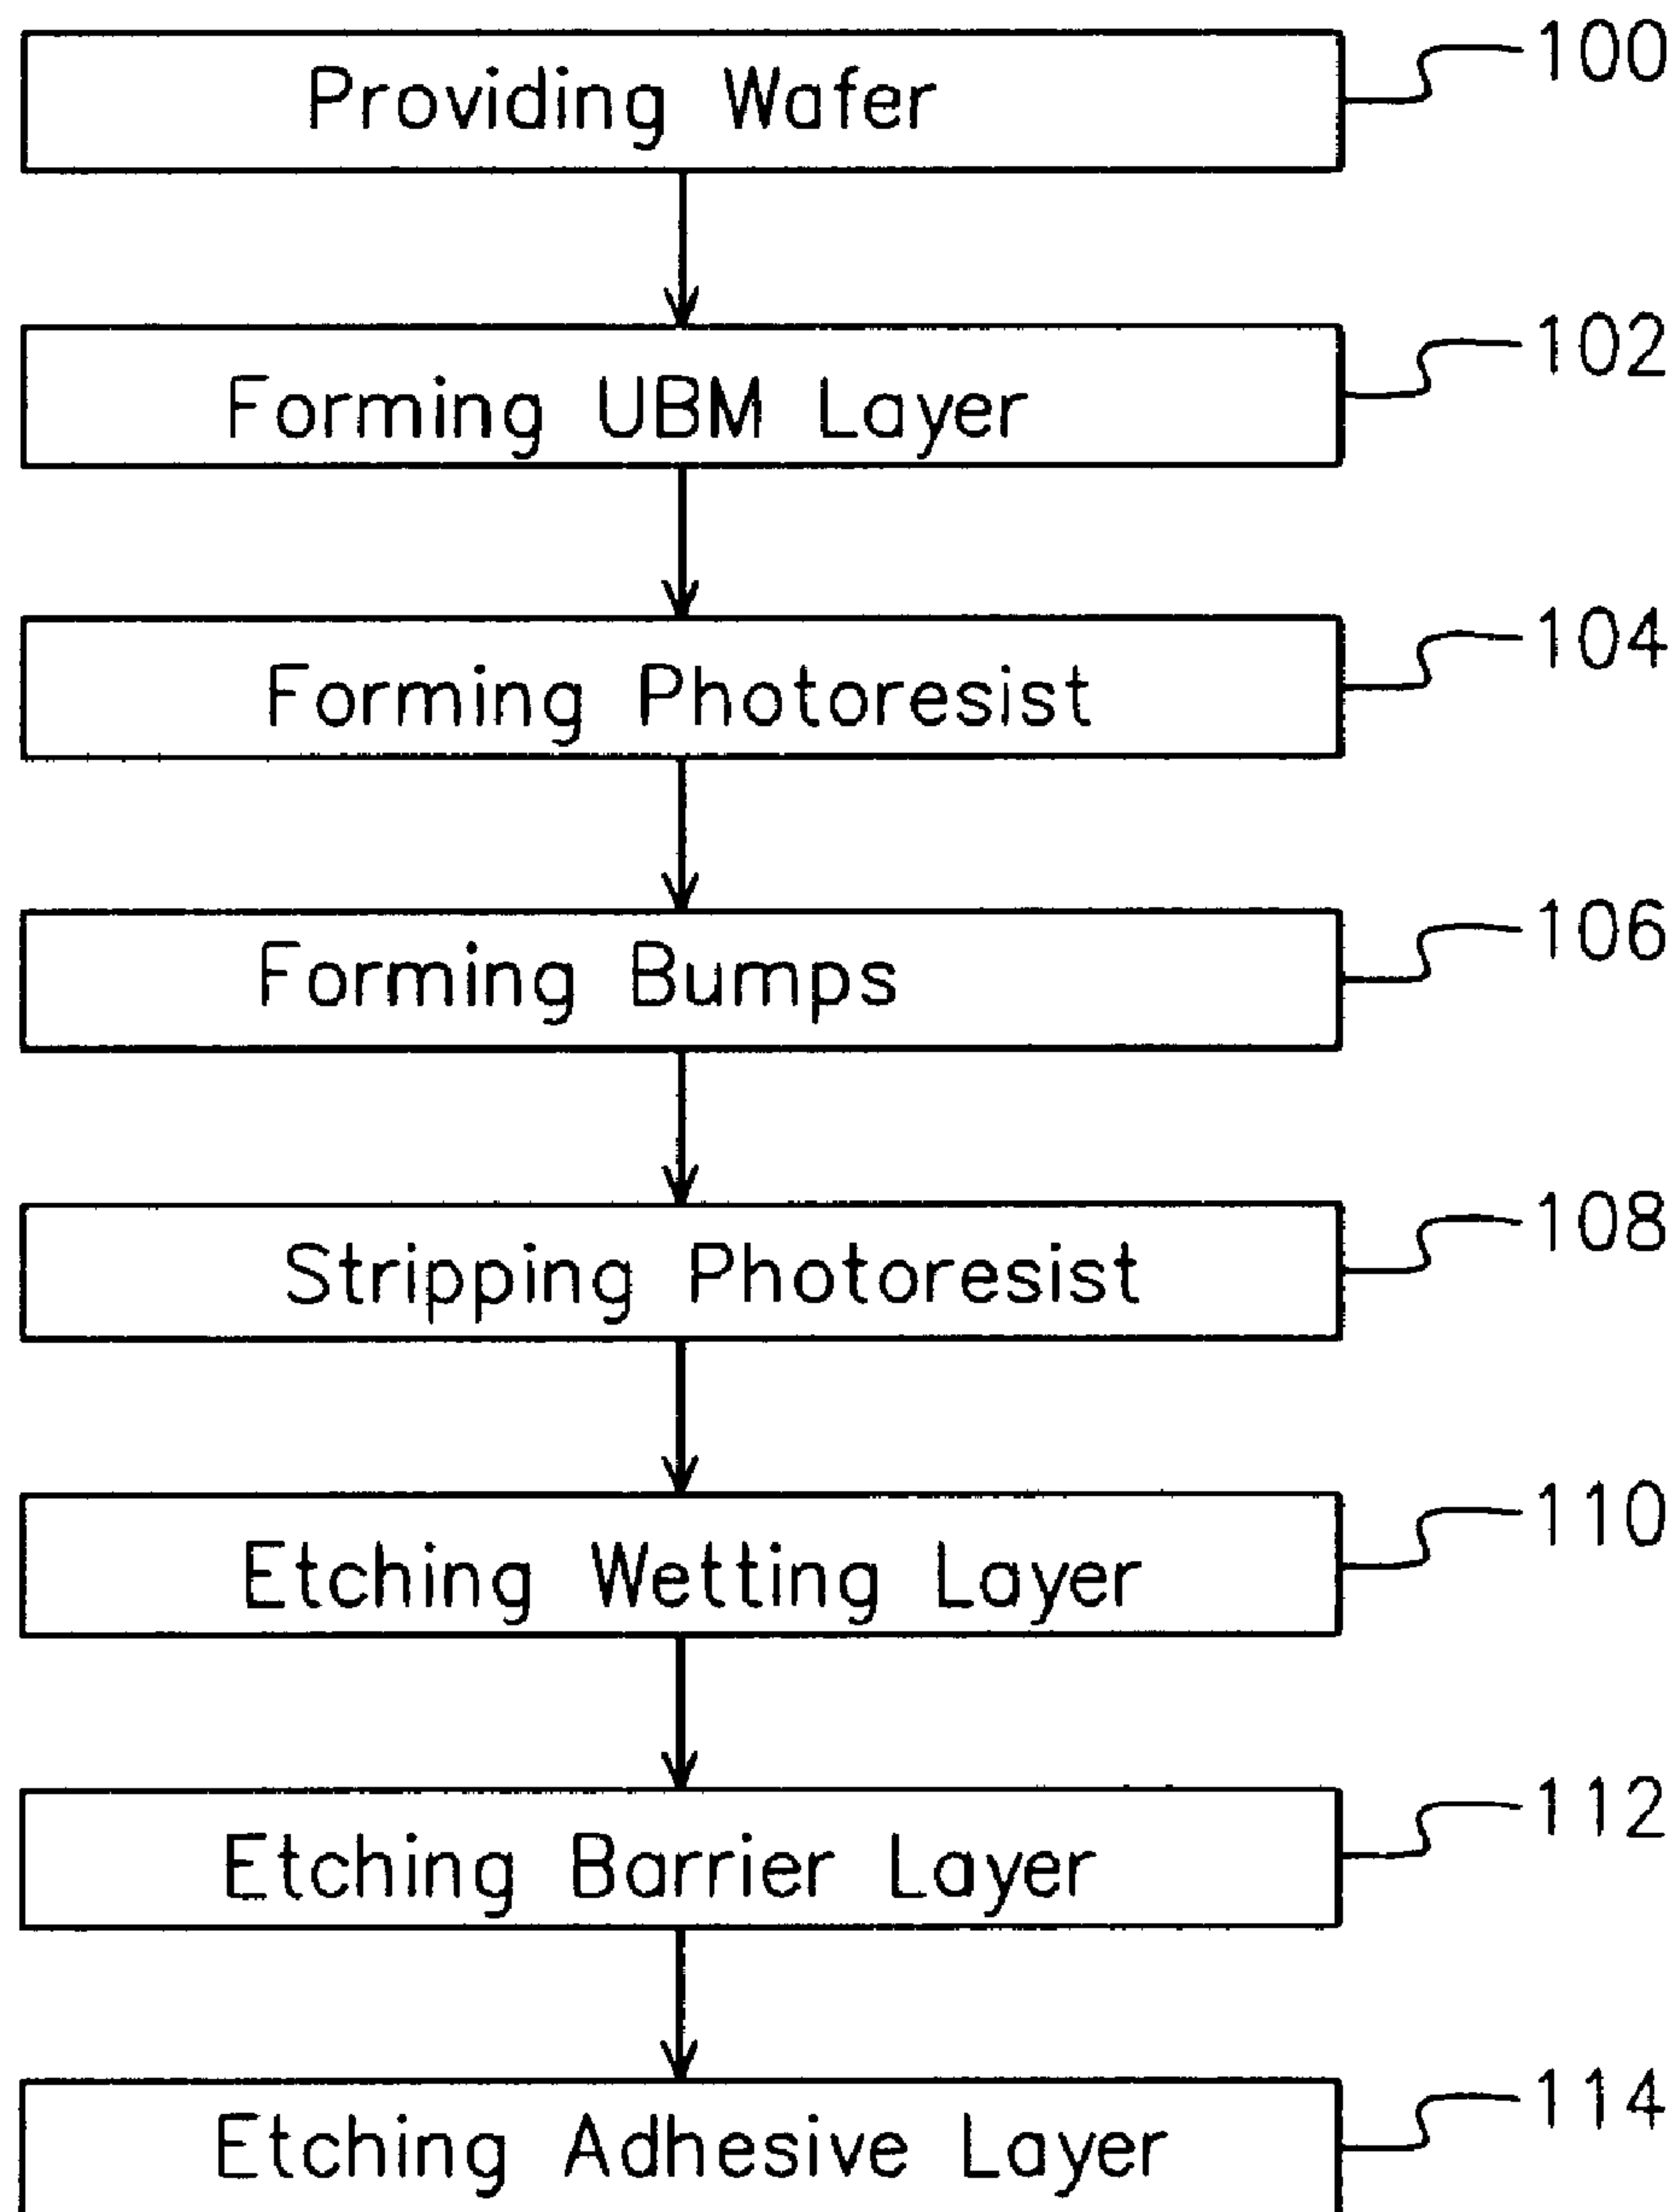 Providing Wafer 100
Forming UBM Layer 102
Forming Photoresist 104
Forming Bumps 106
Stripping Photoresist 108
Etching Wetting Layer 110
Etching Barrier Layer 112
Etching Adhesive Layer 114